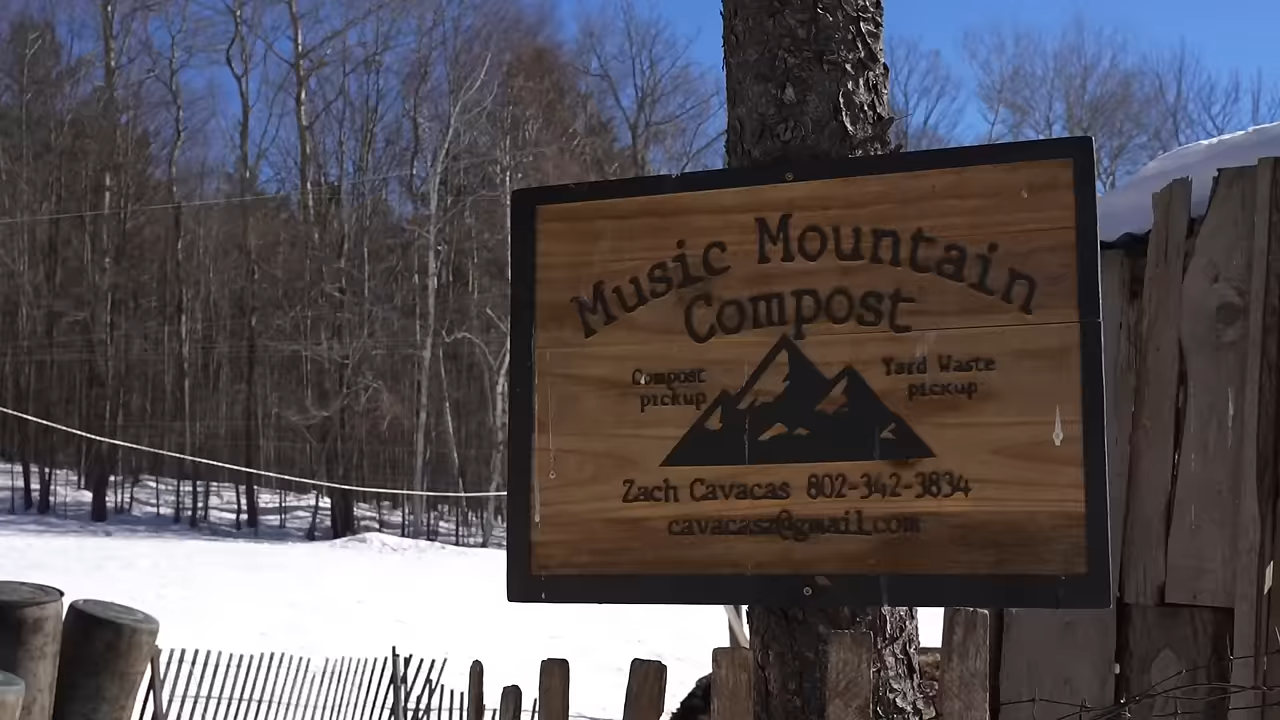 Music Mountain
Compost
Compost
pickup
Yard Waste
pickup
Zach Cavacas 802-342-3834
cavacasz@gmail.com